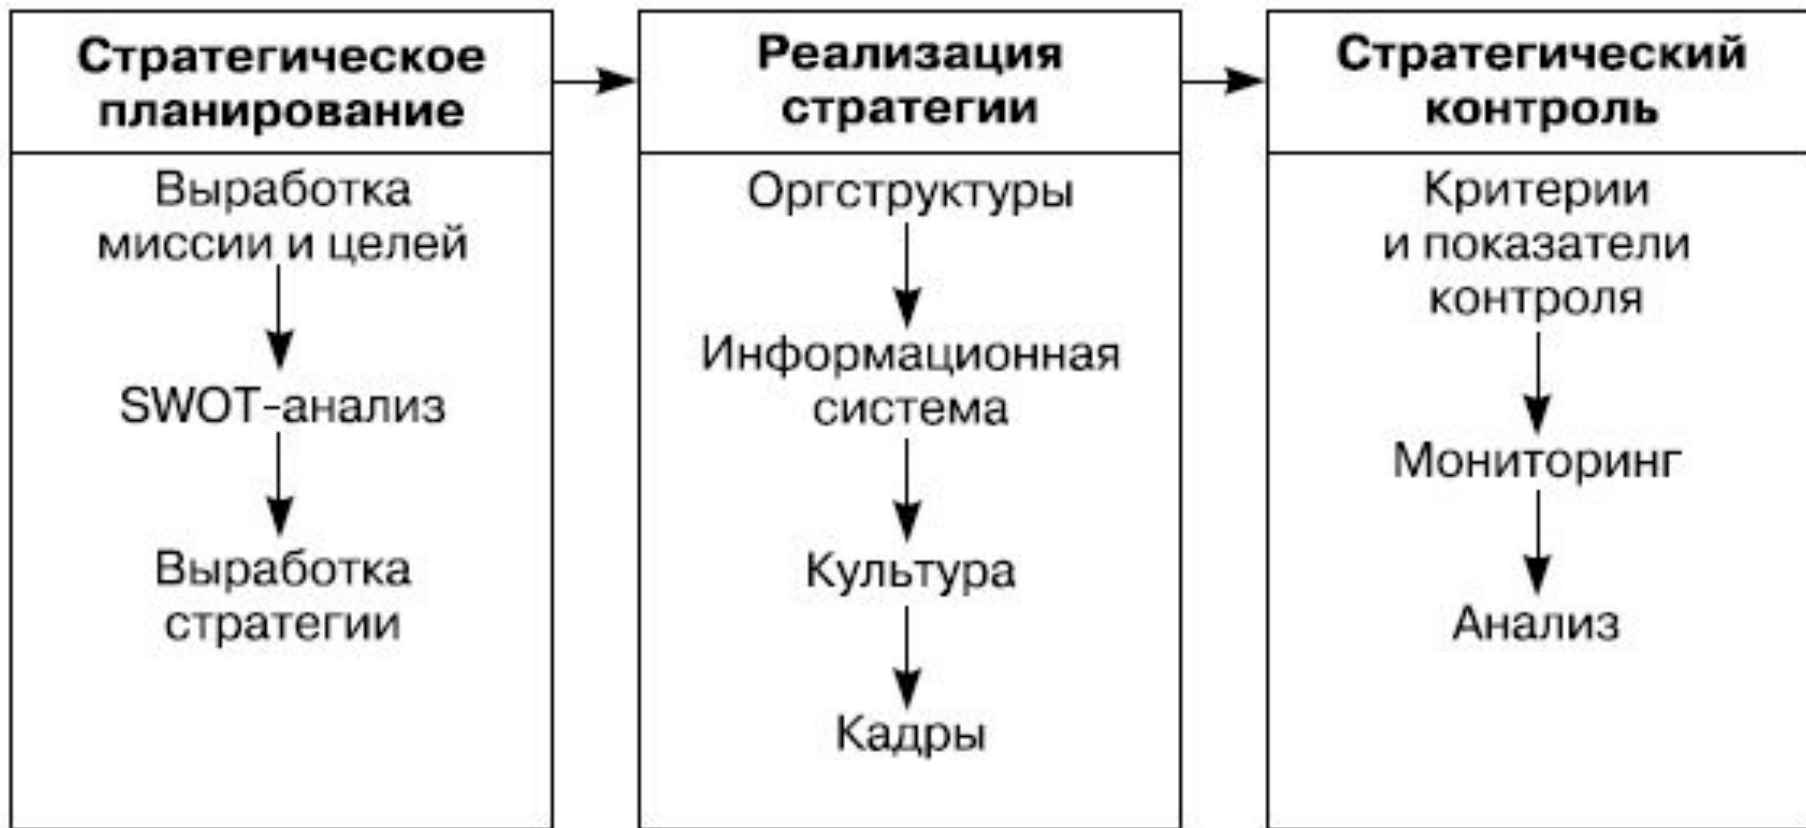 Стратегическое
планирование
Выработка
миссии и целей
SWOT-анализ
Выработка
стратегии
Реализация
стратегии
Оргструктуры
Информационная
система
Культура
Кадры
Стратегический
контроль
Критерии
и показатели
контроля
Мониторинг
Анализ